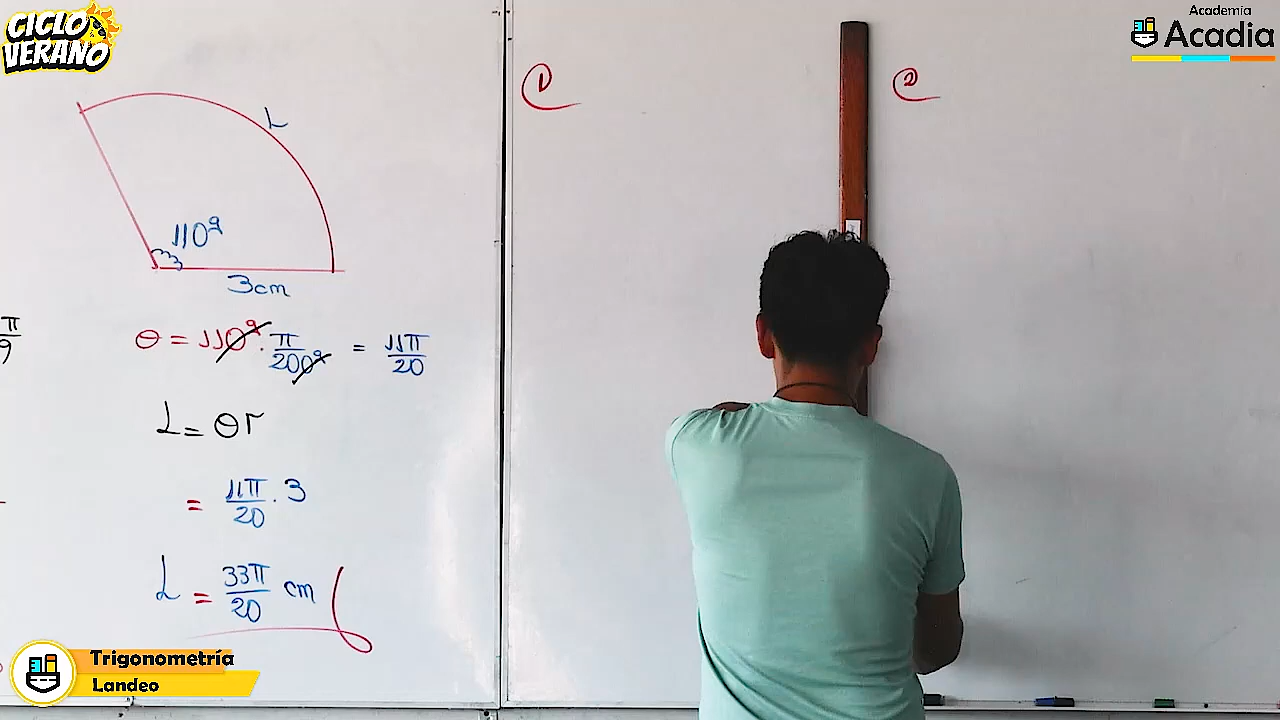 CICLO
VERANO
Academia
Acadia
L
110ᵍ
3cm
π/9
θ = 110ᵍ · π/200ᵍ = 11π/20
L = θr
= 11π/20 · 3
L = 33π/20 cm
1
2
Trigonometría
Landeo